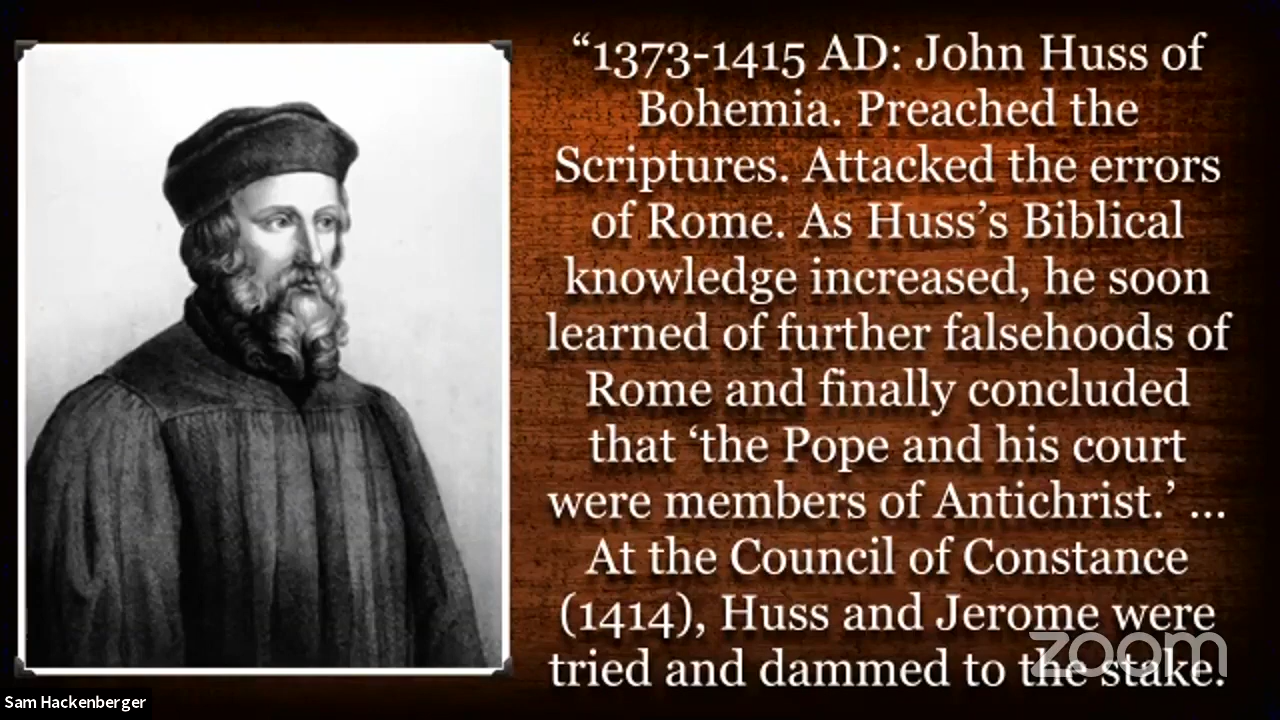 “1373-1415 AD: John Huss of
Bohemia. Preached the
Scriptures. Attacked the errors
of Rome. As Huss’s Biblical
knowledge increased, he soon
learned of further falsehoods of
Rome and finally concluded
that ‘the Pope and his court
were members of Antichrist.’ ...
At the Council of Constance
(1414), Huss and Jerome were
tried and dammed to the stake.
zoom
Sam Hackenberger